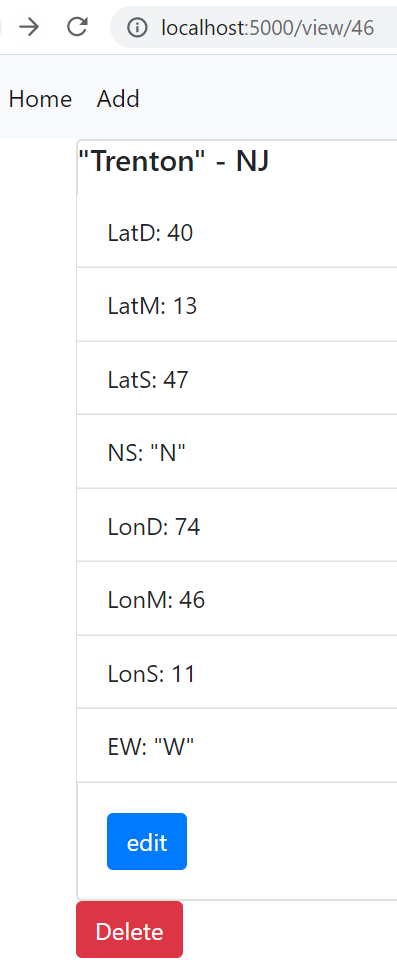 localhost:5000/view/46
Home Add
"Trenton" - NJ
LatD: 40
LatM: 13
LatS: 47
NS: "N"
LonD: 74
LonM: 46
LonS: 11
EW: "W"
edit
Delete